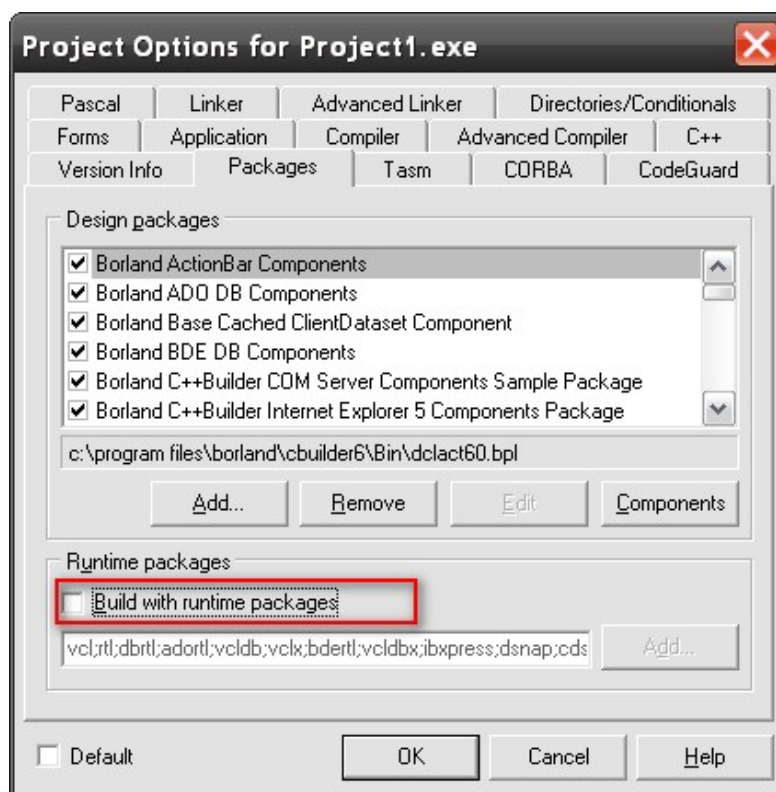 Project Options for Project1.exe
Pascal Linker Advanced Linker Directories/Conditionals
Forms Application Compiler Advanced Compiler C++
Version Info Packages Tasm CORBA CodeGuard
Design packages
Borland ActionBar Components
Borland ADO DB Components
Borland Base Cached ClientDataset Component
Borland BDE DB Components
Borland C++Builder COM Server Components Sample Package
Borland C++Builder Internet Explorer 5 Components Package
c:\program files\borland\cbuilder6\Bin\dclact60.bpl
Add... Remove Edit Components
Runtime packages
Build with runtime packages
vcl;rtl;dbrtl;adortl;vcldb;vclx;bdertl;vcldbx;ibxpress;dsnap;cds Add...
Default OK Cancel Help